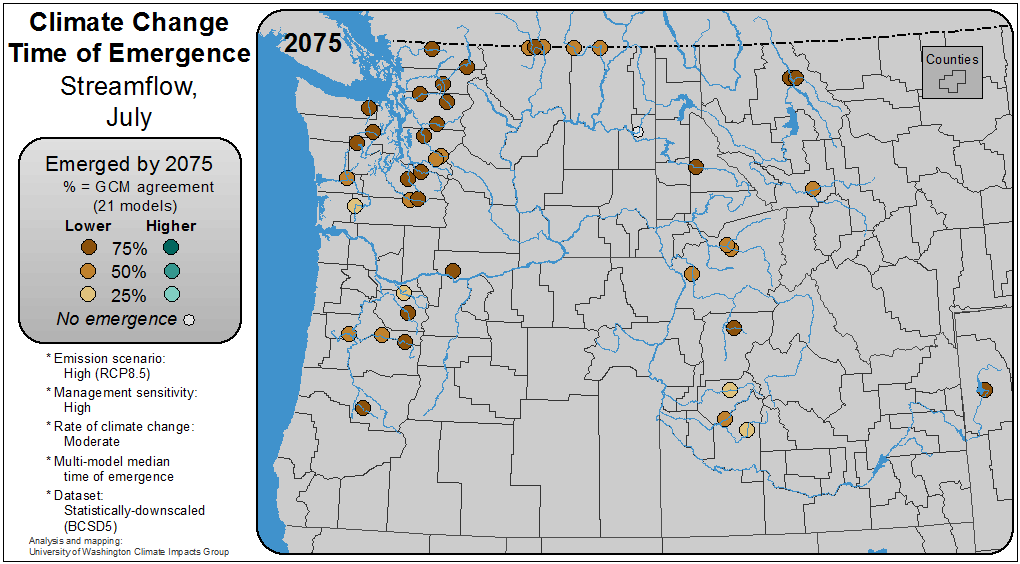 Climate Change
Time of Emergence
Streamflow,
July
Emerged by 2075
% = GCM agreement
(21 models)
Lower Higher
75%
50%
25%
No emergence
* Emission scenario:
High (RCP8.5)
* Management sensitivity:
High
* Rate of climate change:
Moderate
* Multi-model median
time of emergence
* Dataset:
Statistically-downscaled
(BCSD5)
Analysis and mapping:
University of Washington Climate Impacts Group
2075
Counties